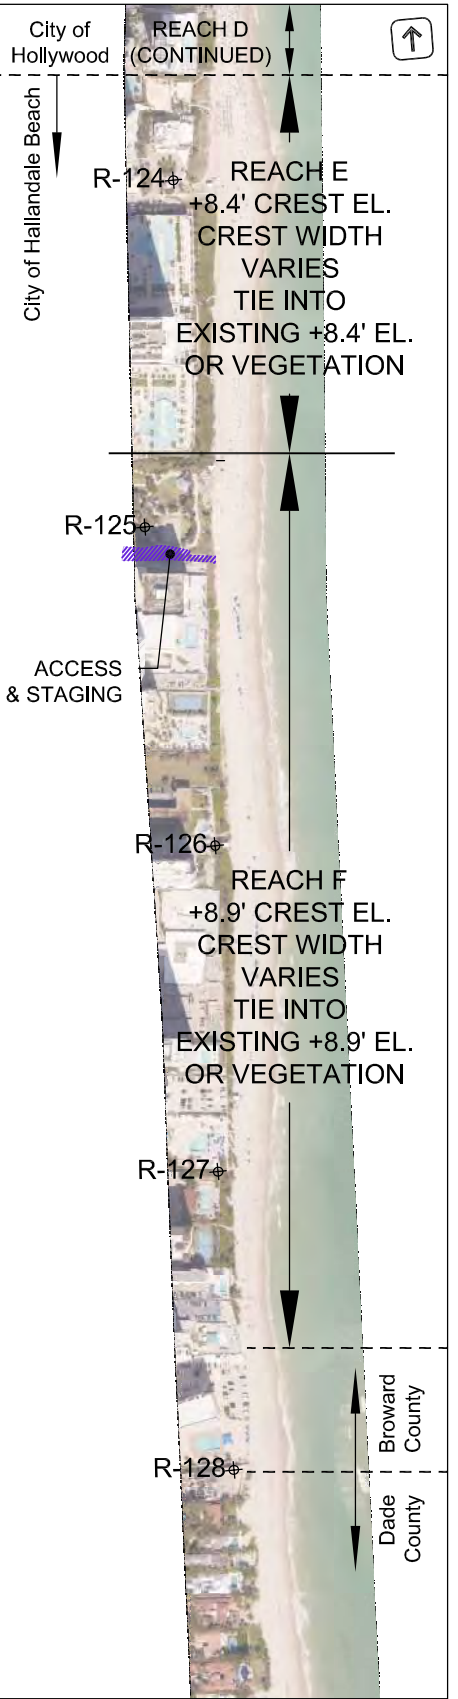 City of
Hollywood
REACH D
(CONTINUED)
City of Hallandale Beach
R-124
REACH E
+8.4' CREST EL.
CREST WIDTH
VARIES
TIE INTO
EXISTING +8.4' EL.
OR VEGETATION
R-125
ACCESS
& STAGING
R-126
REACH F
+8.9' CREST EL.
CREST WIDTH
VARIES
TIE INTO
EXISTING +8.9' EL.
OR VEGETATION
R-127
Broward
County
R-128
Dade
County